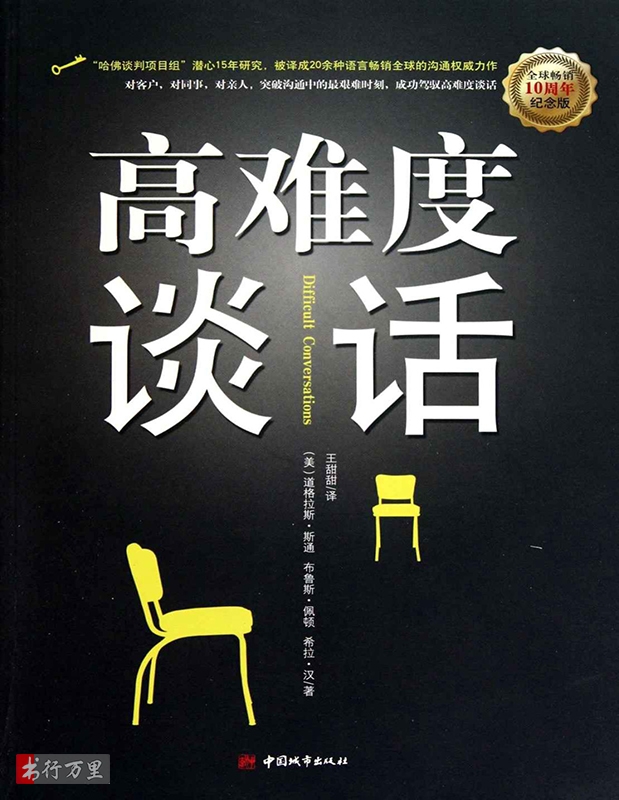 “哈佛谈判项目组”潜心15年研究，被译成20余种语言畅销全球的沟通权威力作
对客户，对同事，对亲人，突破沟通中的最艰难时刻，成功驾驭高难度谈话
全球畅销
10周年
纪念版
高难度
谈话
Difficult Conversations
王甜甜/译
（美）道格拉斯·斯通 布鲁斯·佩顿 希拉·汉/著
中国城市出版社
书行万里